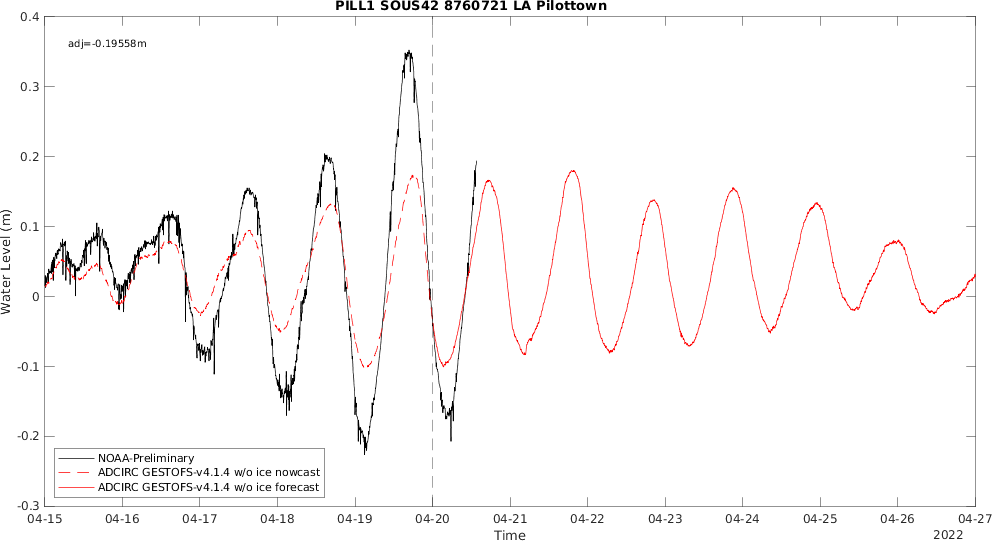 PILL1 SOUS42 8760721 LA Pilottown
adj=-0.19558m
0.4
0.3
0.2
0.1
0
-0.1
-0.2
-0.3
Water Level (m)
NOAA-Preliminary
ADCIRC GESTOFS-v4.1.4 w/o ice nowcast
ADCIRC GESTOFS-v4.1.4 w/o ice forecast
04-15 04-16 04-17 04-18 04-19 04-20 04-21 04-22 04-23 04-24 04-25 04-26 04-27
Time
2022